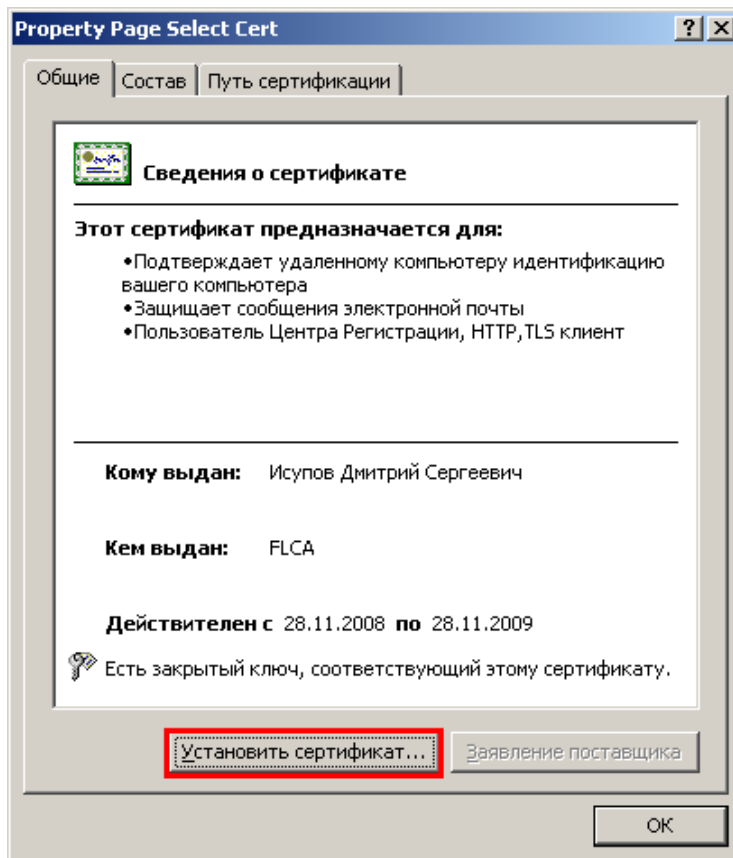 Property Page Select Cert
Общие
Состав
Путь сертификации
Сведения о сертификате
Этот сертификат предназначается для:
•Подтверждает удаленному компьютеру идентификацию
вашего компьютера
•Защищает сообщения электронной почты
•Пользователь Центра Регистрации, HTTP,TLS клиент
Кому выдан: Исупов Дмитрий Сергеевич
Кем выдан: FLCA
Действителен с 28.11.2008 по 28.11.2009
Есть закрытый ключ, соответствующий этому сертификату.
Установить сертификат...
Заявление поставщика
ОК